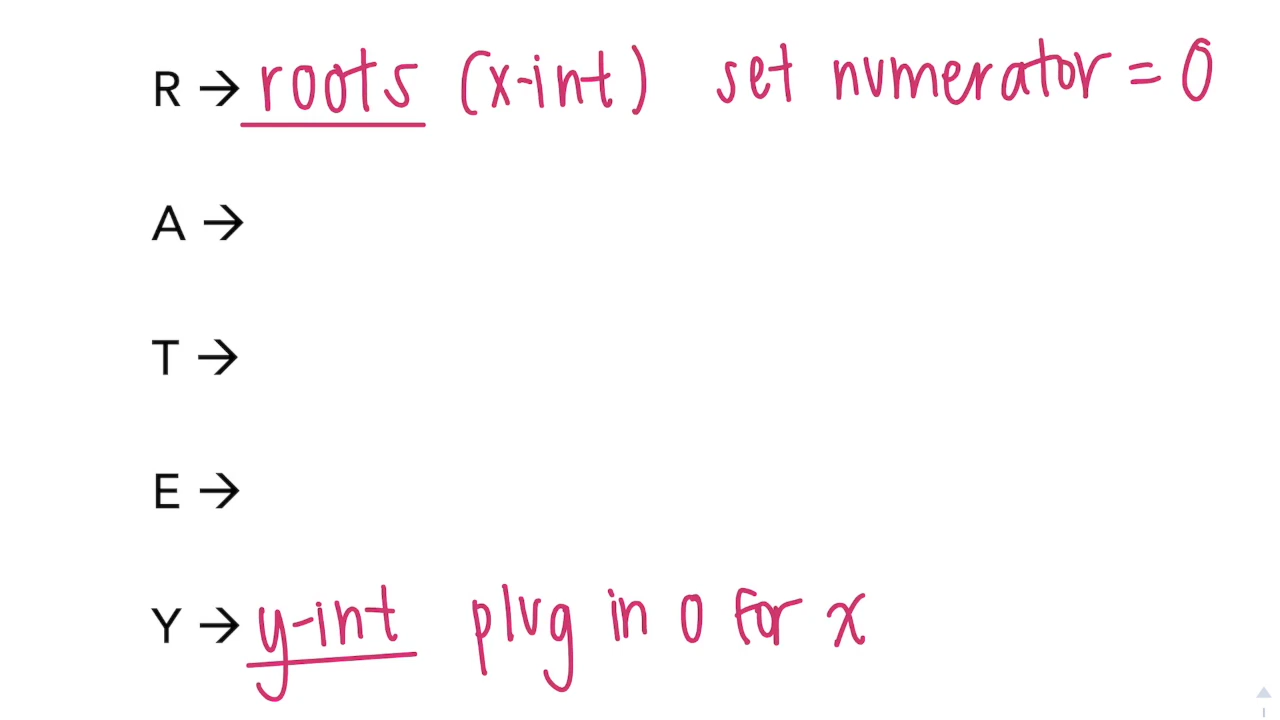 R → roots (x-int) set numerator = 0
A →
T →
E →
Y → y-int plug in 0 for x